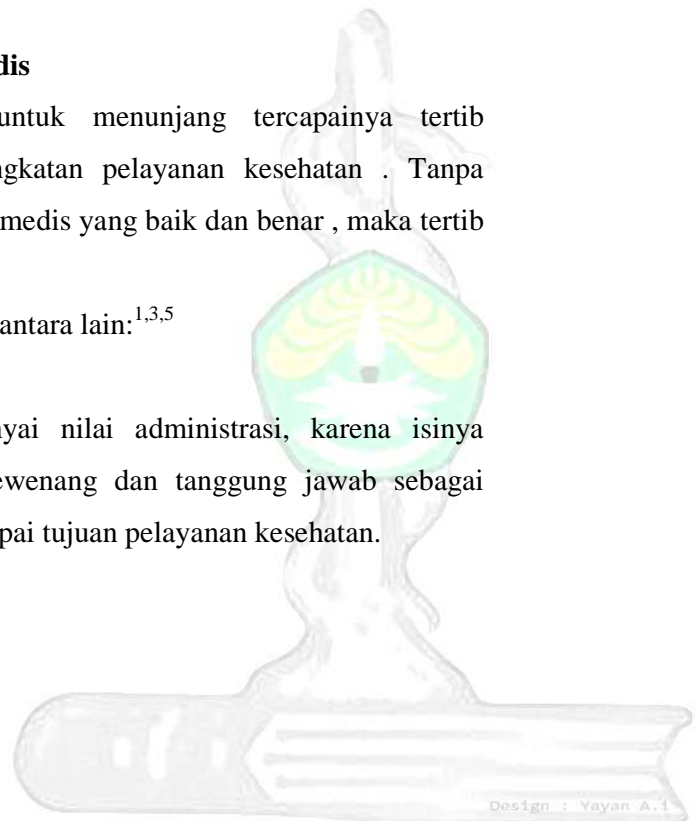 dis
untuk menunjang tercapainya tertib
ngkatan pelayanan kesehatan . Tanpa
medis yang baik dan benar , maka tertib
antara lain:1,3,5
nyai nilai administrasi, karena isinya
ewenang dan tanggung jawab sebagai
pai tujuan pelayanan kesehatan.
Design : Yayan A.i